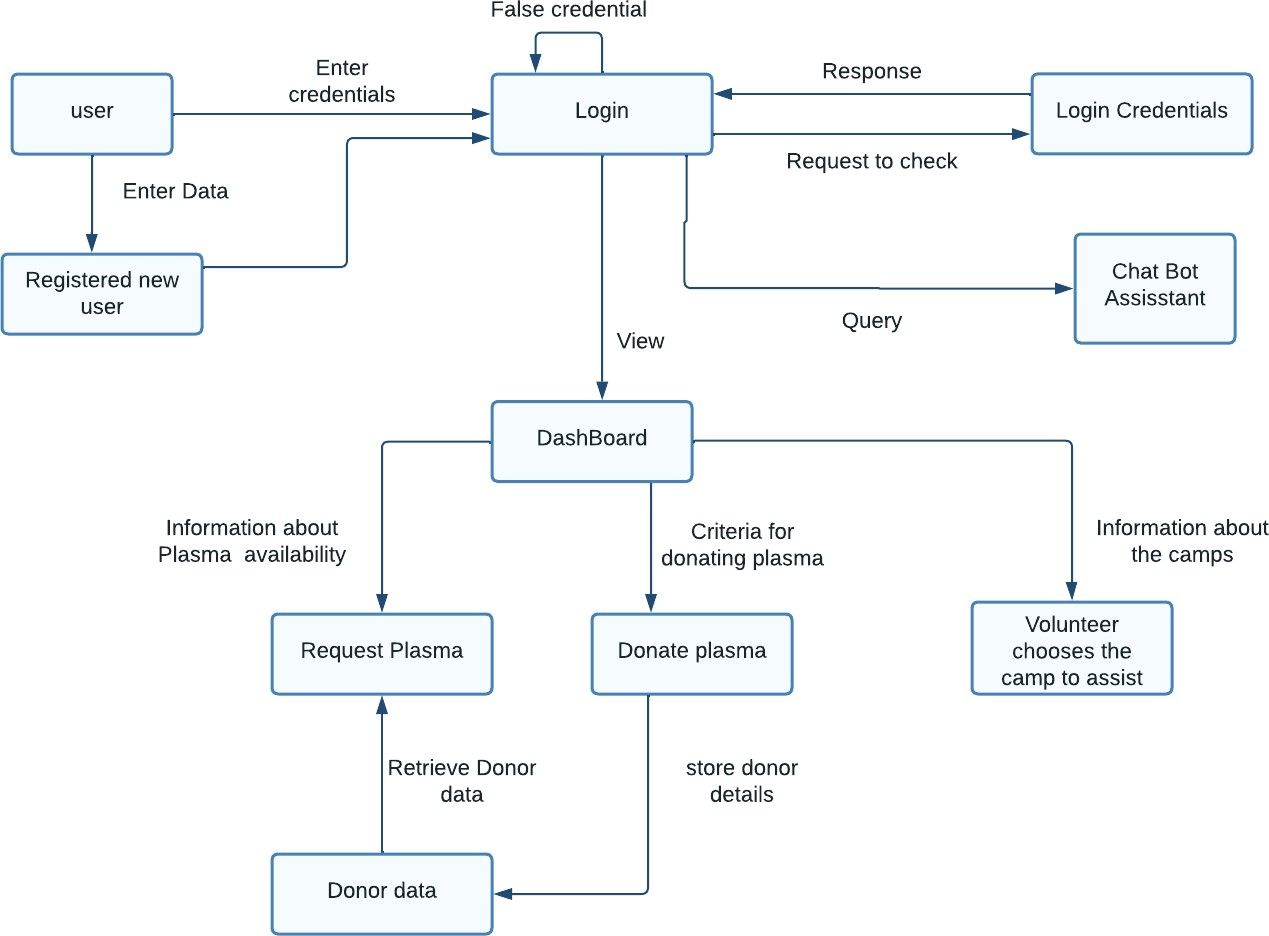 False credential
Enter
credentials
Response
user
Login
Login Credentials
Request to check
Enter Data
Registered new
user
Chat Bot
Assisstant
Query
View
DashBoard
Information about
Plasma  availability
Criteria for
donating plasma
Information about
the camps
Request Plasma
Donate plasma
Volunteer
chooses the
camp to assist
Retrieve Donor
data
store donor
details
Donor data